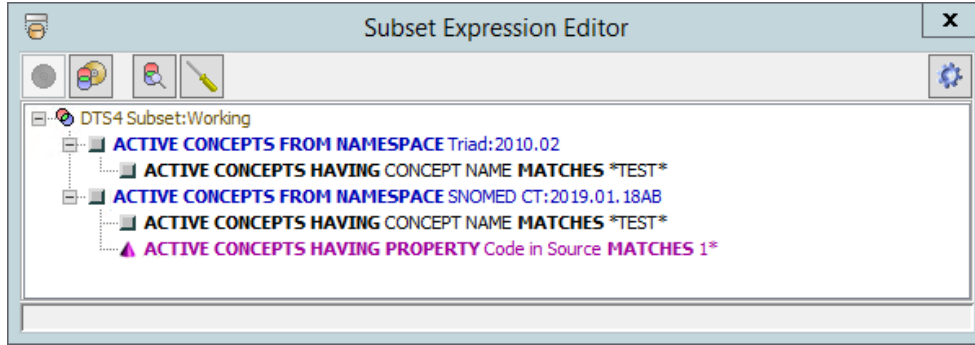 Subset Expression Editor
x
DTS4 Subset:Working
ACTIVE CONCEPTS FROM NAMESPACE Triad:2010.02
ACTIVE CONCEPTS HAVING CONCEPT NAME MATCHES *TEST*
ACTIVE CONCEPTS FROM NAMESPACE SNOMED CT:2019.01.18AB
ACTIVE CONCEPTS HAVING CONCEPT NAME MATCHES *TEST*
ACTIVE CONCEPTS HAVING PROPERTY Code in Source MATCHES 1*